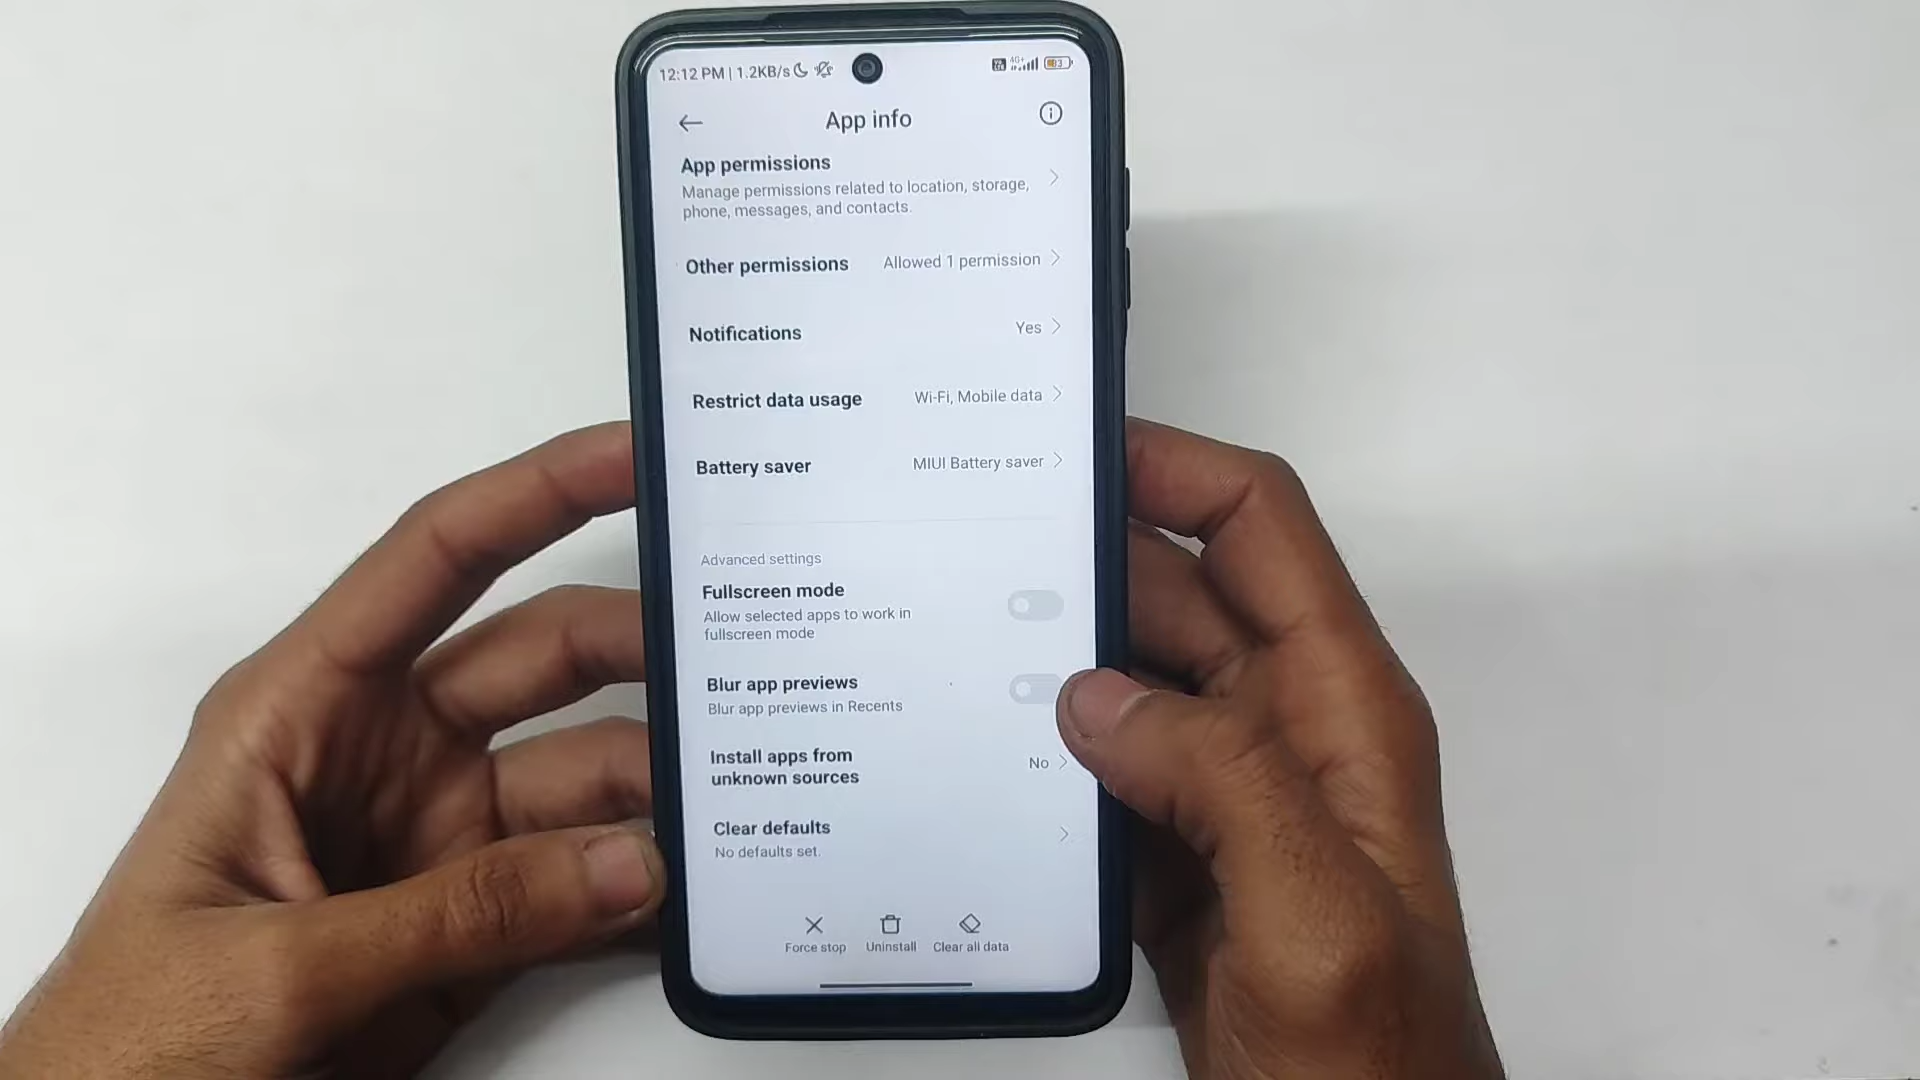 12:12 PM | 1.2KB/s
4G+
App info
App permissions
Manage permissions related to location, storage,
phone, messages, and contacts.
Other permissions
Allowed 1 permission
Notifications
Yes
Restrict data usage
Wi-Fi, Mobile data
Battery saver
MIUI Battery saver
Advanced settings
Fullscreen mode
Allow selected apps to work in
fullscreen mode
Blur app previews
Blur app previews in Recents
Install apps from
unknown sources
No
Clear defaults
No defaults set.
Force stop
Uninstall
Clear all data